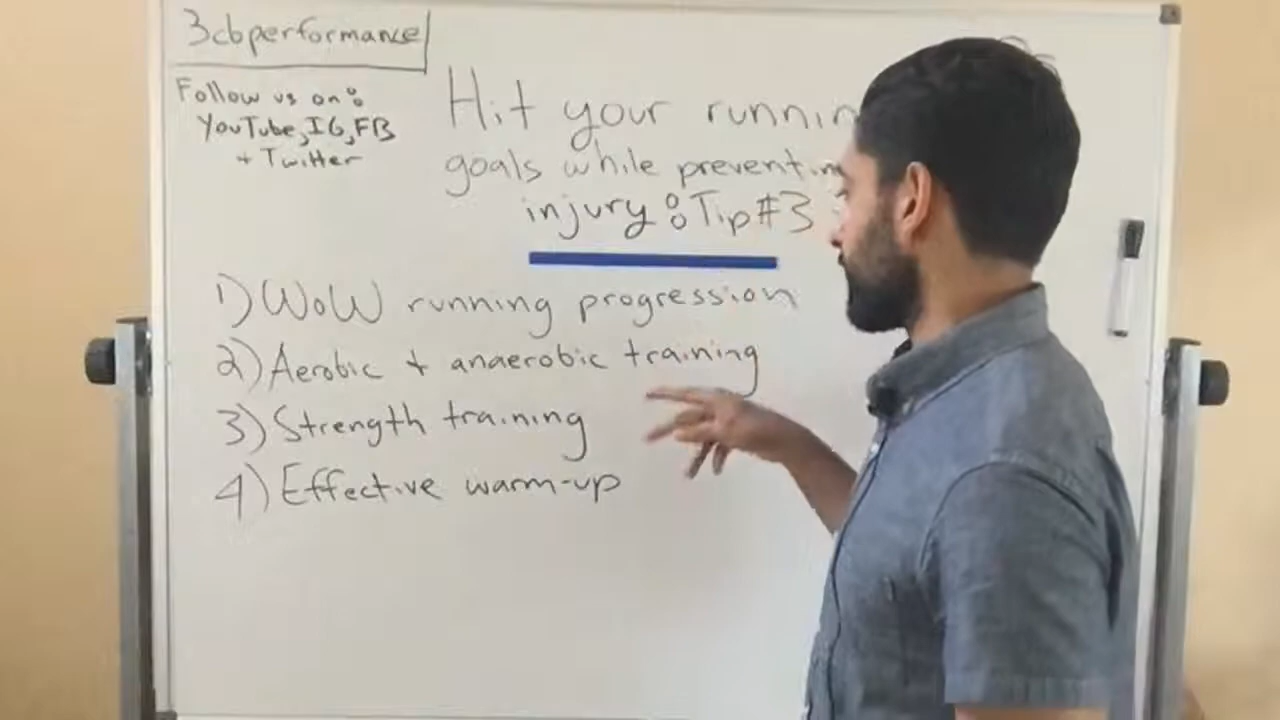 3cbperformance
Follow us on:
YouTube, IG, FB
+ Twitter
Hit your runnin
goals while preventin
injury: Tip #3
1) WoW running progression
2) Aerobic + anaerobic training
3) Strength training
4) Effective warm-up